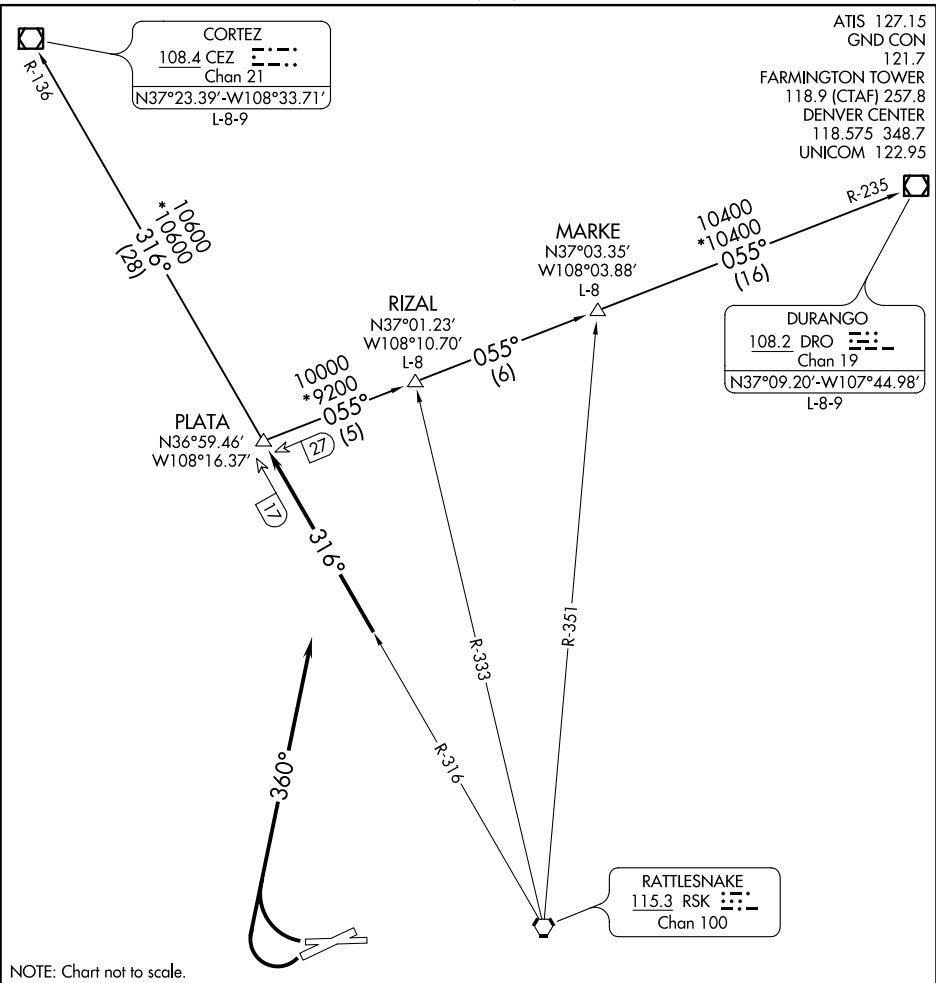 CORTEZ
108.4 CEZ
Chan 21
N37°23.39'-W108°33.71'
L-8-9
R-136
ATIS 127.15
GND CON
121.7
FARMINGTON TOWER
118.9 (CTAF) 257.8
DENVER CENTER
118.575 348.7
UNICOM 122.95
R-235
10600
*10600
316°
(28)
10400
*10400
055°
(16)
MARKE
N37°03.35'
W108°03.88'
L-8
DURANGO
108.2 DRO
Chan 19
N37°09.20'-W107°44.98'
L-8-9
RIZAL
N37°01.23'
W108°10.70'
L-8
055°
(6)
10000
*9200
055°
(5)
PLATA
N36°59.46'
W108°16.37'
27
17
316°
R-351
R-333
R-316
360°
RATTLESNAKE
115.3 RSK
Chan 100
NOTE: Chart not to scale.